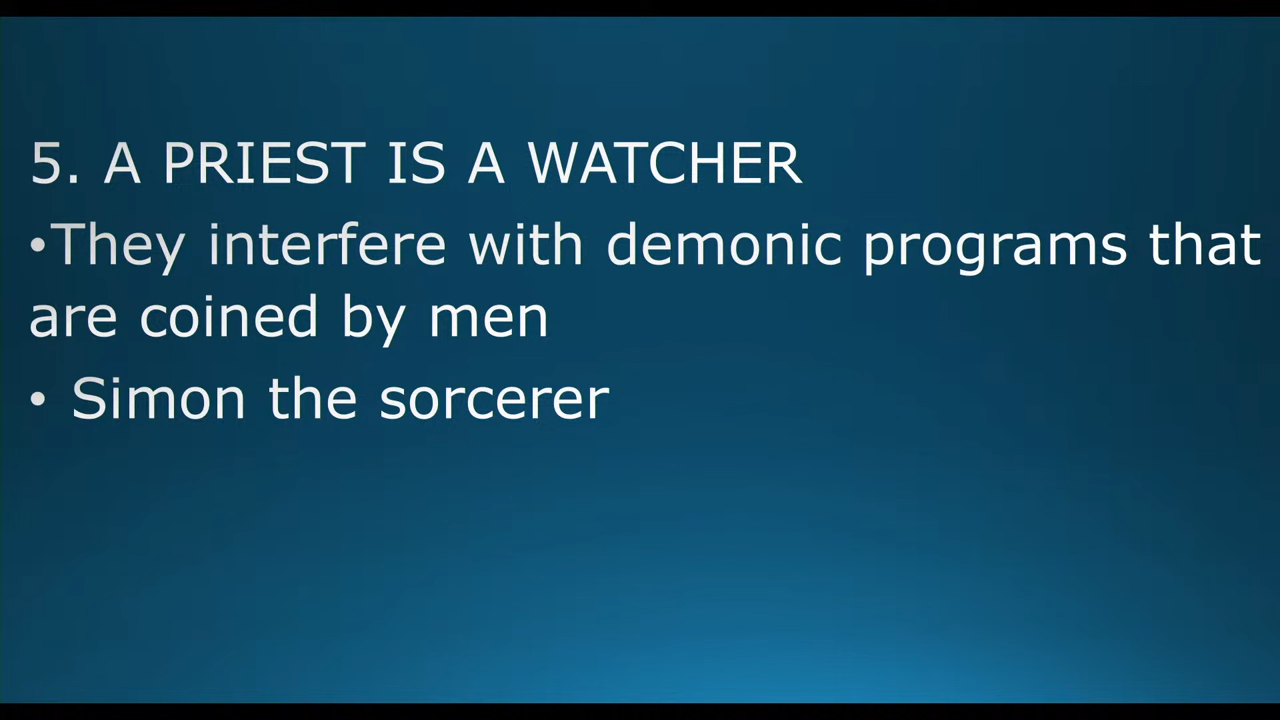 5. A PRIEST IS A WATCHER
•They interfere with demonic programs that
are coined by men
• Simon the sorcerer